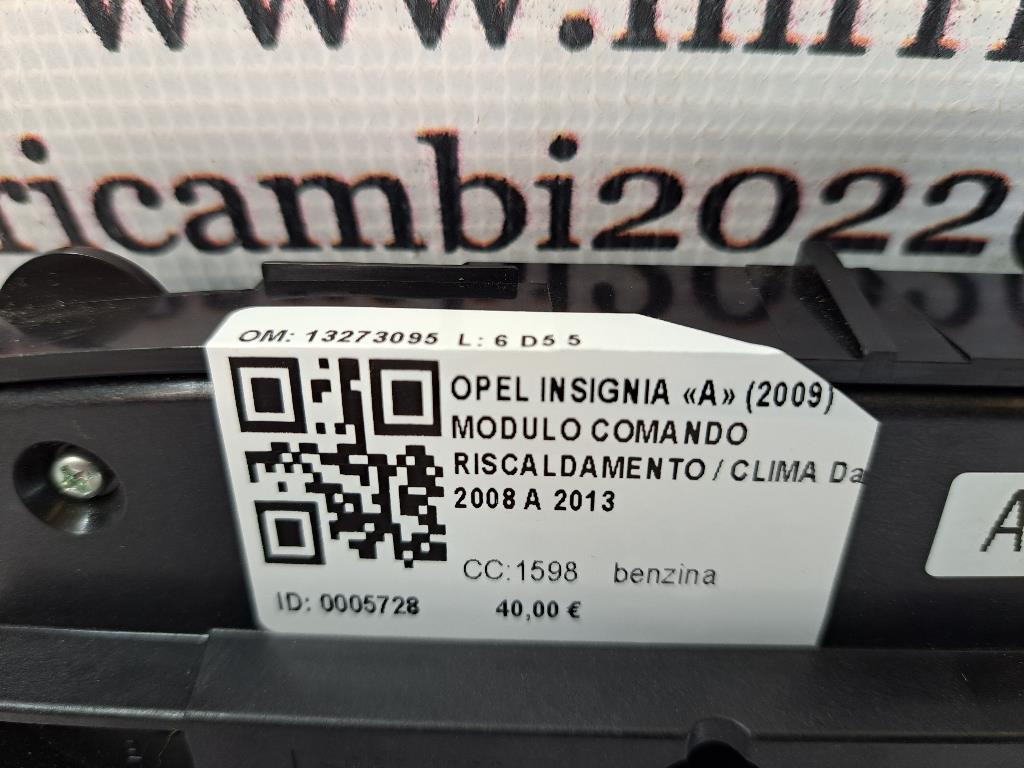 www.
ricambi2022
OM: 13273095 L: 6 D5 5
OPEL INSIGNIA «A» (2009)
MODULO COMANDO
RISCALDAMENTO / CLIMA Da
2008 A 2013
CC:1598 benzina
ID: 0005728 40,00 €
A